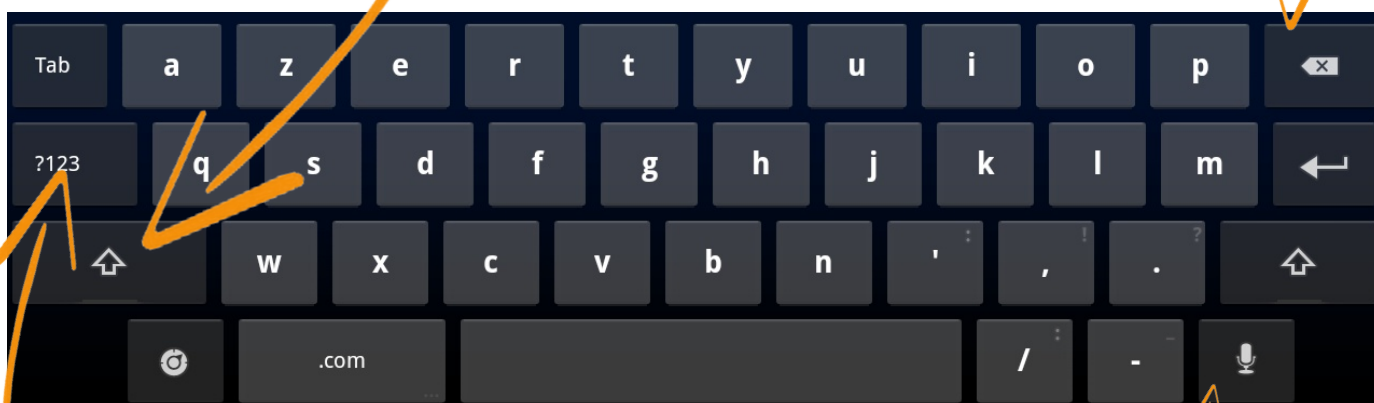 Tab a z e r t y u i o p
?123 q s d f g h j k l m
w x c v b n ' : , ! . ?
.com ... / : - _